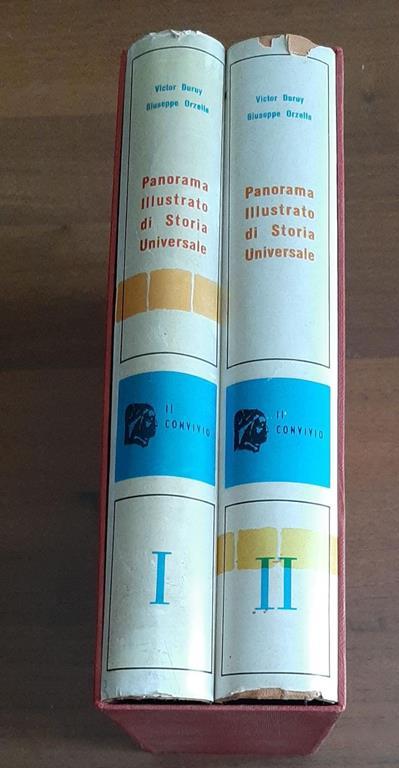 Victor Duruy
Giuseppe Orzella
Panorama
Illustrato
di Storia
Universale
Il
CONVIVIO
I
Victor Duruy
Giuseppe Orzella
Panorama
Illustrato
di Storia
Universale
Il
CONVIVIO
II